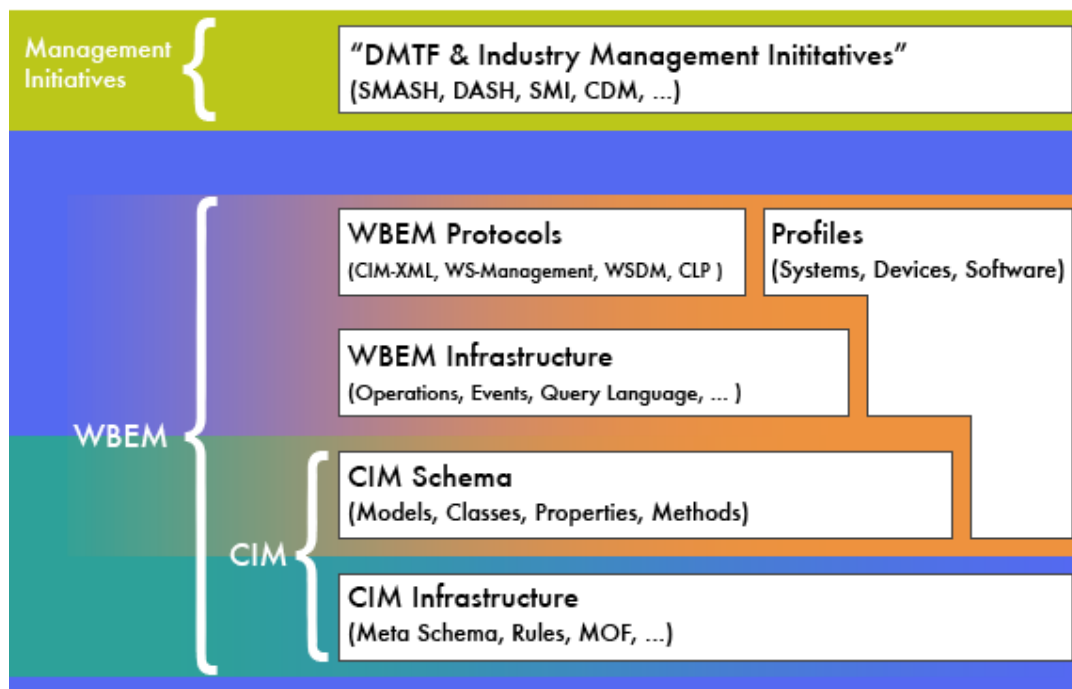 Management
Initiatives
“DMTF & Industry Management Inititatives”
(SMASH, DASH, SMI, CDM, ...)
WBEM Protocols
(CIM-XML, WS-Management, WSDM, CLP )
Profiles
(Systems, Devices, Software)
WBEM Infrastructure
(Operations, Events, Query Language, ... )
WBEM
CIM Schema
(Models, Classes, Properties, Methods)
CIM
CIM Infrastructure
(Meta Schema, Rules, MOF, ...)